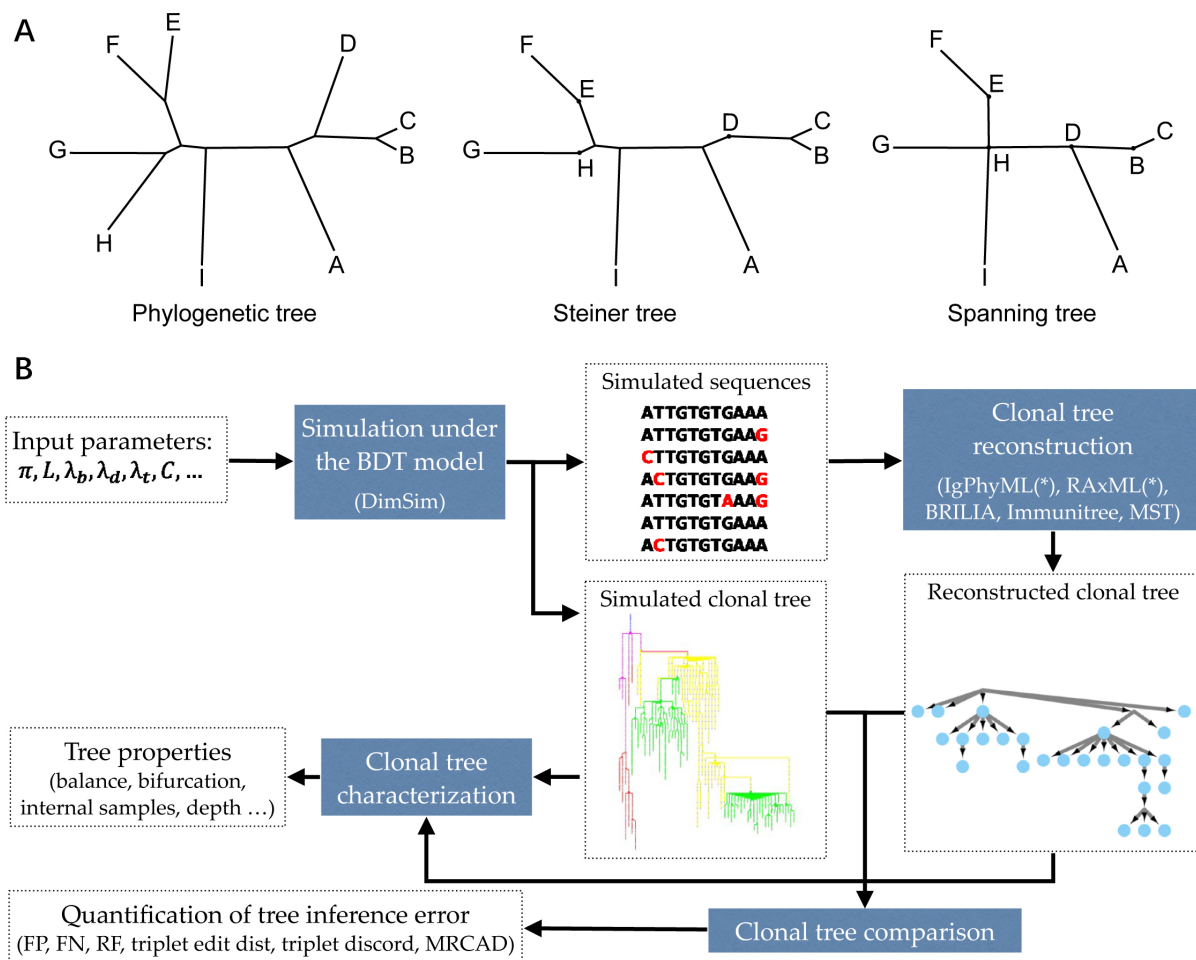 A
F
E
D
C
B
G
H
I
A
Phylogenetic tree
F
E
D
C
B
G
H
I
A
Steiner tree
F
E
D
C
B
G
H
I
A
Spanning tree
B
Input parameters:
π, L, λb, λd, λt, C, ...
Simulation under
the BDT model
(DimSim)
Simulated sequences
ATTGTGTGAAA
ATTGTGTGAAG
CTTGTGTGAAA
ACTGTGTGAAG
ATTGTGTAAAG
ATTGTGTGAAA
ACTGTGTGAAA
Clonal tree
reconstruction
(IgPhyML(*), RAxML(*),
BRILIA, Immunitree, MST)
Simulated clonal tree
Reconstructed clonal tree
Tree properties
(balance, bifurcation,
internal samples, depth ...)
Clonal tree
characterization
Quantification of tree inference error
(FP, FN, RF, triplet edit dist, triplet discord, MRCAD)
Clonal tree comparison